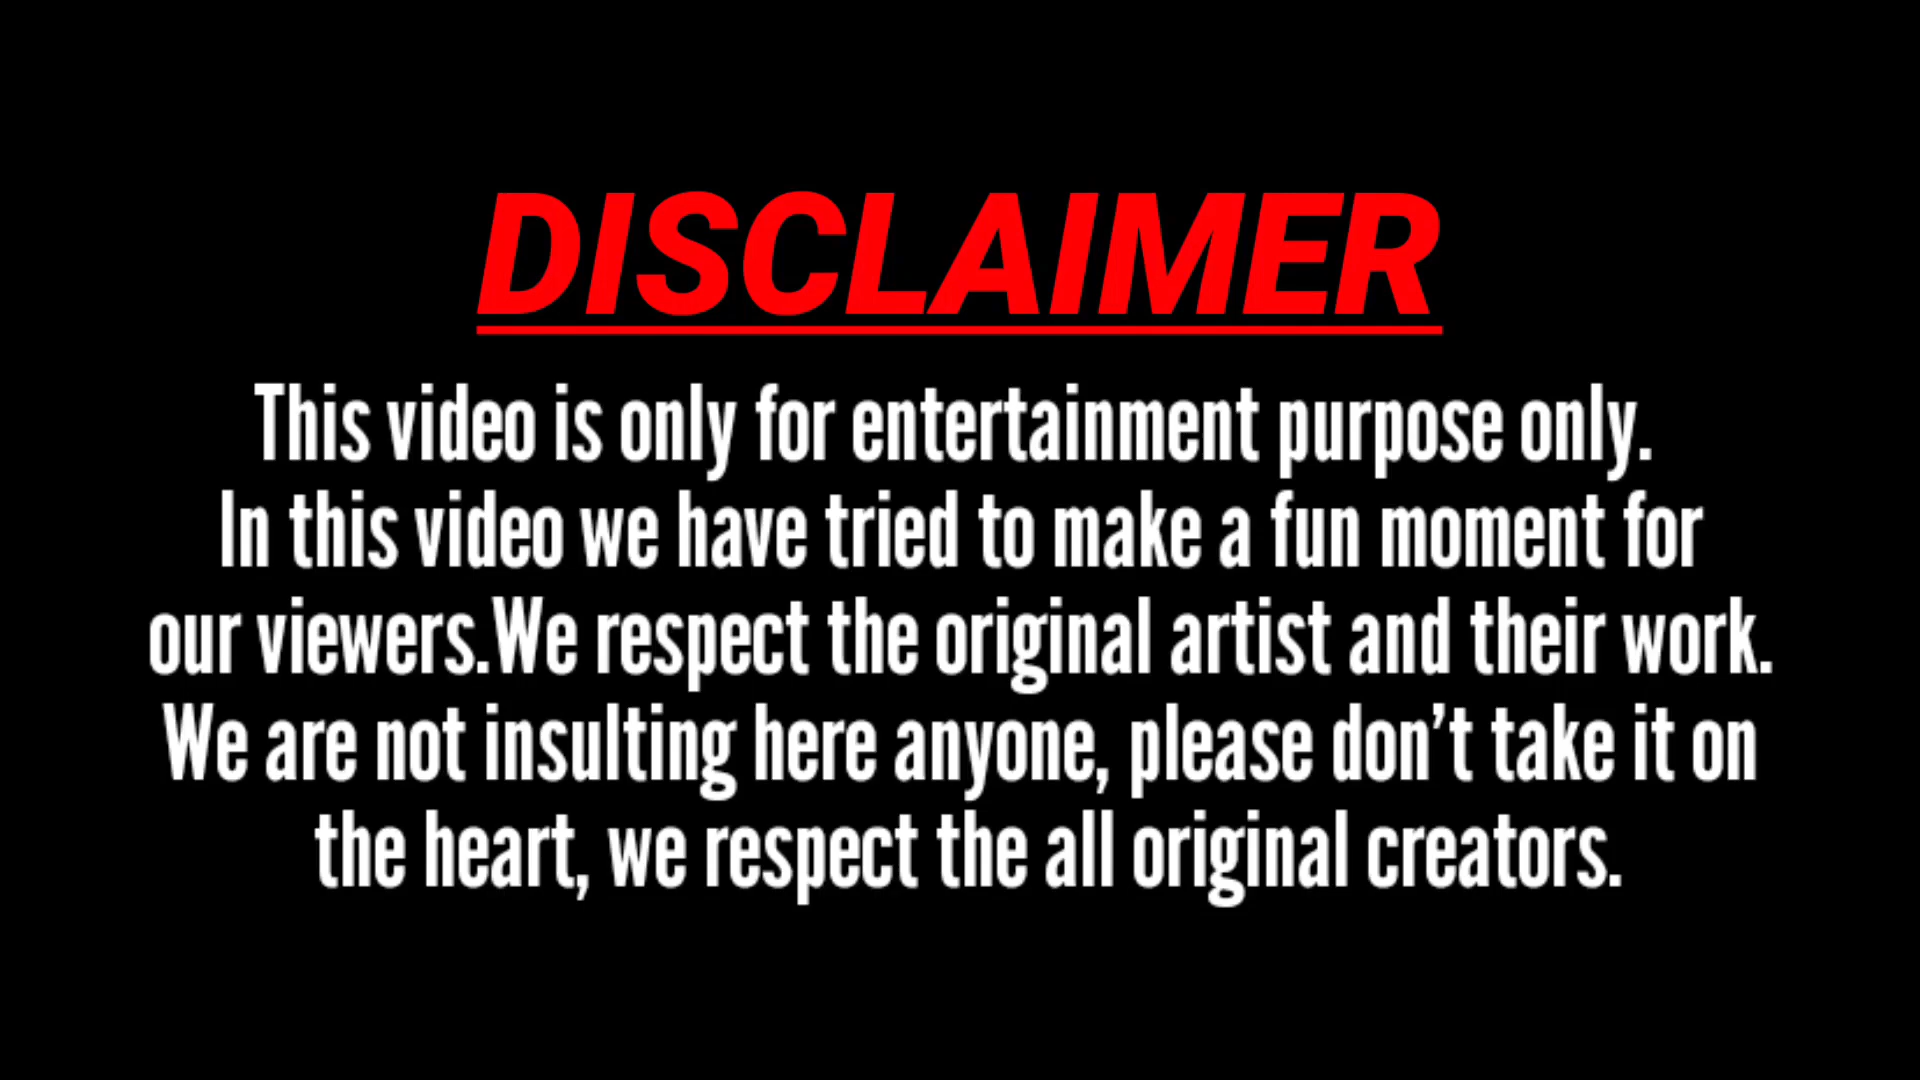 DISCLAIMER
This video is only for entertainment purpose only.
In this video we have tried to make a fun moment for
our viewers.We respect the original artist and their work.
We are not insulting here anyone, please don’t take it on
the heart, we respect the all original creators.